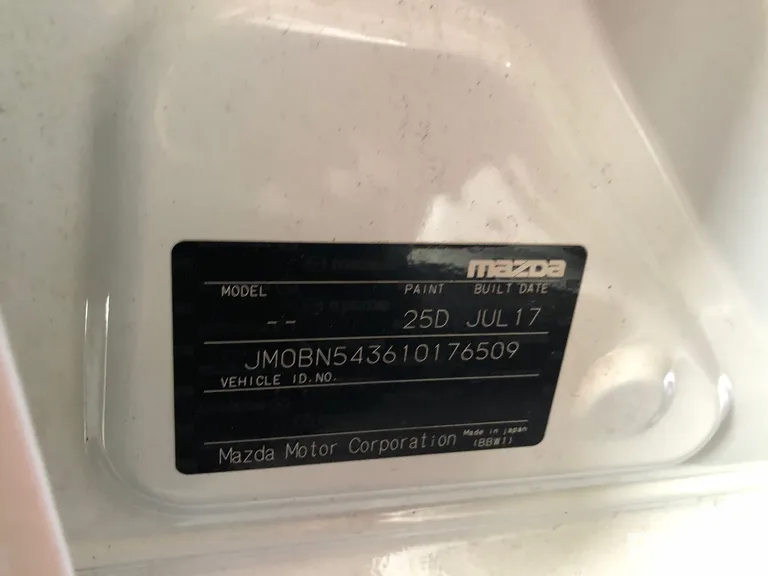 mazda
MODEL PAINT BUILT DATE
-- 25D JUL17
JM0BN543610176509
VEHICLE ID.NO.
Mazda Motor Corporation Made in japan
(BBW1)